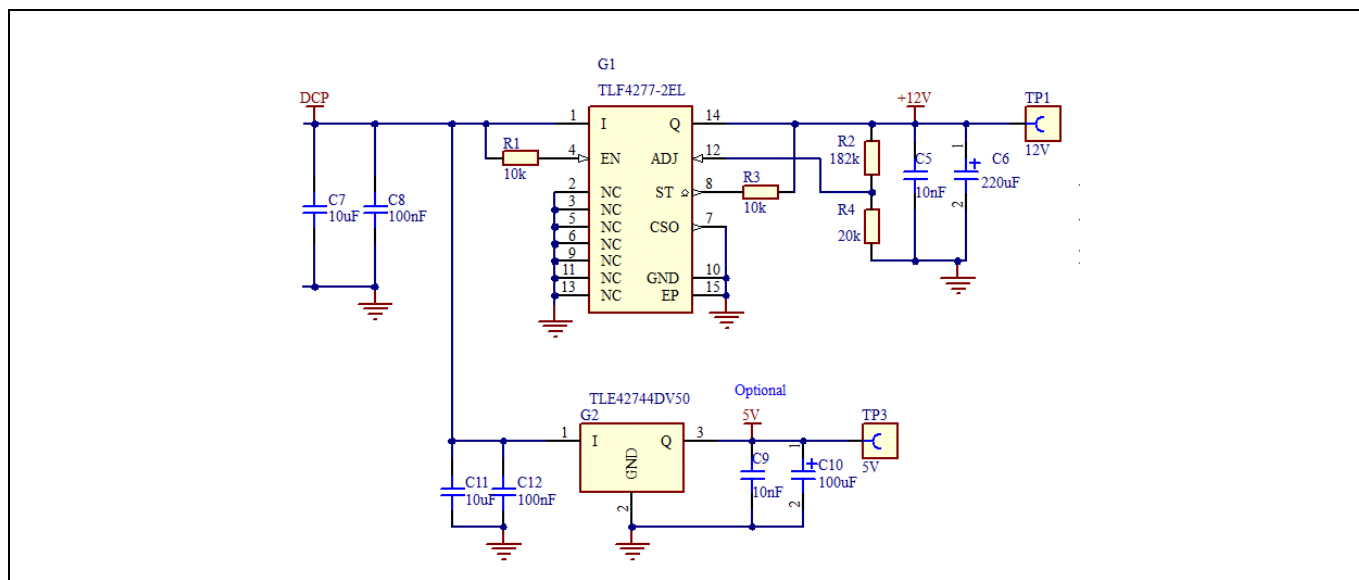 G1
TLF4277-2EL
DCP
+12V
TP1
12V
1
I
Q
14
R1
10k
4
EN
ADJ
12
R2
182k
C5
10nF
1
C6
220uF
2
2
NC
ST
8
R3
10k
3
NC
5
NC
CSO
7
R4
20k
6
NC
9
NC
11
NC
GND
10
13
NC
EP
15
C7
10uF
C8
100nF
Optional
TLE42744DV50
G2
5V
TP3
5V
1
I
Q
3
GND
2
C9
10nF
1
C10
100uF
2
C11
10uF
C12
100nF